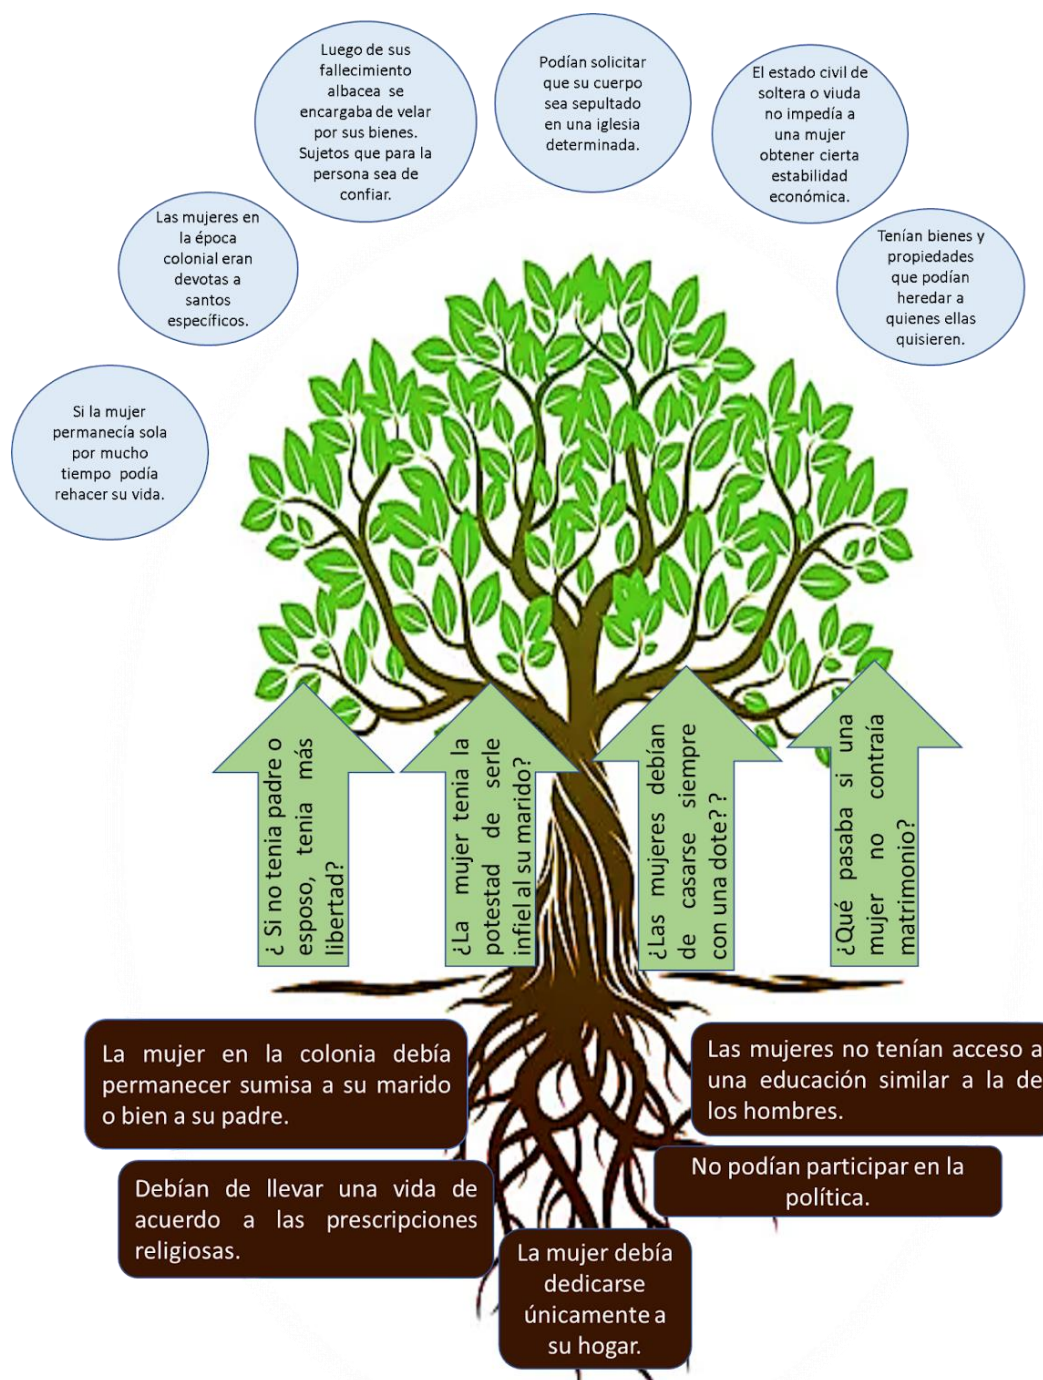 Luego de sus
fallecimiento
albacea se
encargaba de velar
por sus bienes.
Sujetos que para la
persona sea de
confiar.
Podían solicitar
que su cuerpo
sea sepultado
en una iglesia
determinada.
El estado civil de
soltera o viuda
no impedía a
una mujer
obtener cierta
estabilidad
económica.
Las mujeres en
la época
colonial eran
devotas a
santos
específicos.
Tenían bienes y
propiedades
que podían
heredar a
quienes ellas
quisieren.
Si la mujer
permanecía sola
por mucho
tiempo podía
rehacer su vida.
¿ Si no tenia padre o
esposo, tenia más
libertad?
¿La mujer tenia la
potestad de serle
infiel al su marido?
¿Las mujeres debían
de casarse siempre
con una dote? ?
¿Qué pasaba si una
mujer no contraía
matrimonio?
La mujer en la colonia debía
permanecer sumisa a su marido
o bien a su padre.
Las mujeres no tenían acceso a
una educación similar a la de
los hombres.
Debían de llevar una vida de
acuerdo a las prescripciones
religiosas.
No podían participar en la
política.
La mujer debía
dedicarse
únicamente a
su hogar.